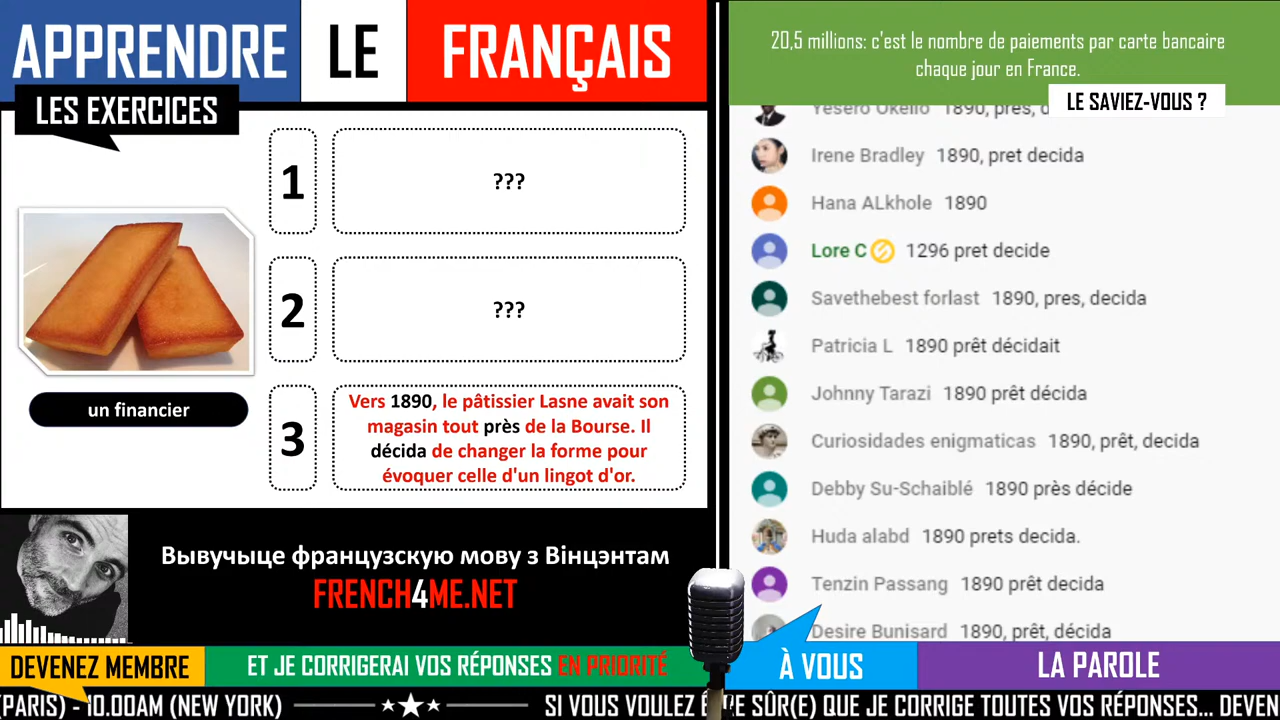 APPRENDRE LE FRANÇAIS
LES EXERCICES
1
???
2
???
un financier
3
Vers 1890, le pâtissier Lasne avait son
magasin tout près de la Bourse. Il
décida de changer la forme pour
évoquer celle d'un lingot d'or.
Вывучыце французскую мову з Вінцэнтам
FRENCH4ME.NET
DEVENEZ MEMBRE
ET JE CORRIGERAI VOS RÉPONSES EN PRIORITÉ
20,5 millions: c'est le nombre de paiements par carte bancaire
chaque jour en France.
LE SAVIEZ-VOUS ?
Yesero Okello 1890, pres,
Irene Bradley 1890, pret decida
Hana ALkhole 1890
Lore C 1296 pret decide
Savethebest forlast 1890, pres, decida
Patricia L 1890 prêt décidait
Johnny Tarazi 1890 prêt décida
Curiosidades enigmaticas 1890, prêt, decida
Debby Su-Schaiblé 1890 près décide
Huda alabd 1890 prets decida.
Tenzin Passang 1890 prêt decida
Desire Bunisard 1890, prêt, décida
À VOUS LA PAROLE
(PARIS) - 10.00AM (NEW YORK) SI VOUS VOULEZ ÊTRE SÛR(E) QUE JE CORRIGE TOUTES VOS RÉPONSES... DEVEN